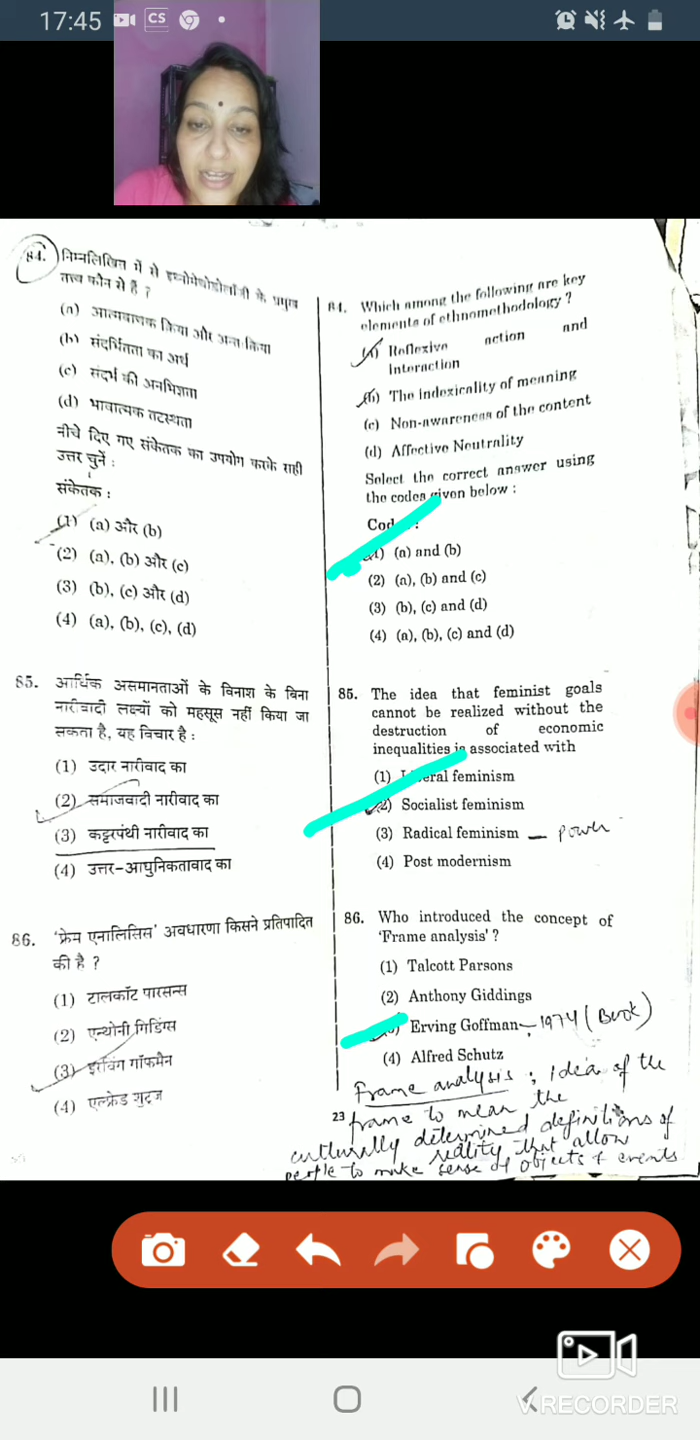 17:45
CS
84. निम्नलिखित में से इथ्नोमेथोडोलॉजी के प्रमुख
तत्त्व कौन से हैं ?
(a) आत्मवाचक क्रिया और अन्तःक्रिया
(b) संदर्भितता का अर्थ
(c) संदर्भ की अनभिज्ञता
(d) भावात्मक तटस्थता
नीचे दिए गए संकेतक का उपयोग करके सही
उत्तर चुनें :
संकेतक :
(1) (a) और (b)
(2) (a), (b) और (c)
(3) (b), (c) और (d)
(4) (a), (b), (c), (d)
85. आर्थिक असमानताओं के विनाश के बिना
नारीवादी लक्ष्यों को महसूस नहीं किया जा
सकता है, यह विचार है :
(1) उदार नारीवाद का
(2) समाजवादी नारीवाद का
(3) कट्टरपंथी नारीवाद का
(4) उत्तर-आधुनिकतावाद का
86. 'फ्रेम एनालिसिस' अवधारणा किसने प्रतिपादित
की है ?
(1) टालकॉट पारसन्स
(2) एन्थोनी गिडिंग्स
(3) इरविंग गॉफमैन
(4) एल्फ्रेड शुट्ज
84. Which among the following are key
elements of ethnomethodology ?
(a) Reflexive action and
Interaction
(b) The indexicality of meaning
(c) Non-awareness of the content
(d) Affective Neutrality
Select the correct answer using
the codes given below :
(1) (a) and (b)
(2) (a), (b) and (c)
(3) (b), (c) and (d)
(4) (a), (b), (c) and (d)
85. The idea that feminist goals
cannot be realized without the
destruction of economic
inequalities is associated with
(1) Liberal feminism
(2) Socialist feminism
(3) Radical feminism – power
(4) Post modernism
86. Who introduced the concept of
'Frame analysis' ?
(1) Talcott Parsons
(2) Anthony Giddings
(3) Erving Goffman - 1974 (Book)
(4) Alfred Schutz
Frame analysis : Idea of the
23 frame to mean the
culturally determined definitions of
reality that allow
people to make sense of objects & events
V RECORDER